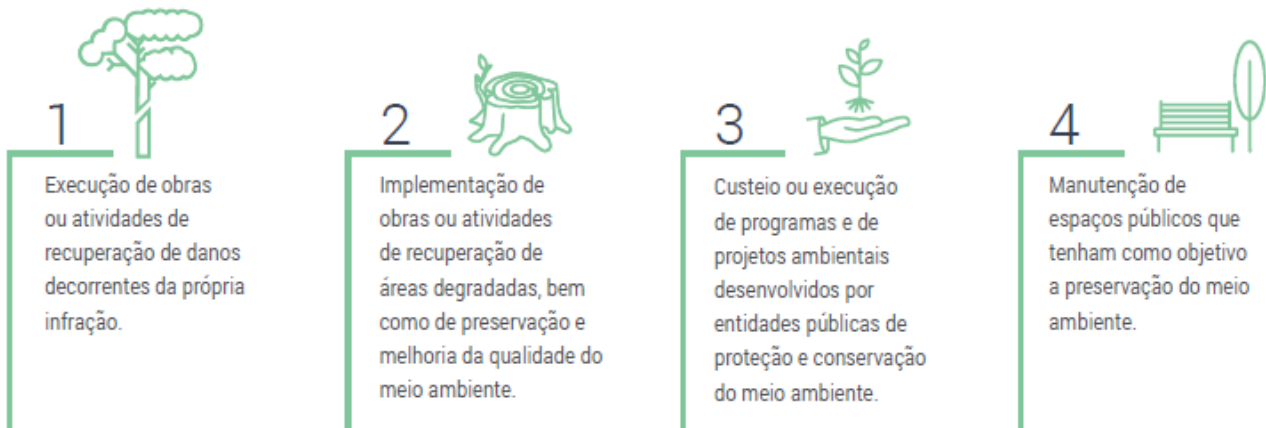 1
Execução de obras
ou atividades de
recuperação de danos
decorrentes da própria
infração.
2
Implementação de
obras ou atividades
de recuperação de
áreas degradadas, bem
como de preservação e
melhoria da qualidade do
meio ambiente.
3
Custeio ou execução
de programas e de
projetos ambientais
desenvolvidos por
entidades públicas de
proteção e conservação
do meio ambiente.
4
Manutenção de
espaços públicos que
tenham como objetivo
a preservação do meio
ambiente.